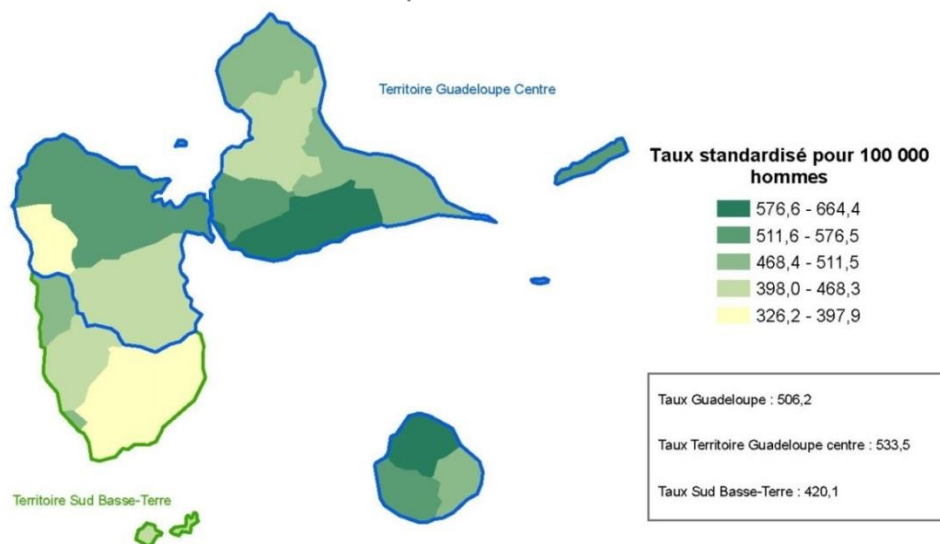 Territoire Guadeloupe Centre
Taux standardisé pour 100 000
hommes
576,6 - 664,4
511,6 - 576,5
468,4 - 511,5
398,0 - 468,3
326,2 - 397,9
Taux Guadeloupe : 506,2
Taux Territoire Guadeloupe centre : 533,5
Taux Sud Basse-Terre : 420,1
Territoire Sud Basse-Terre